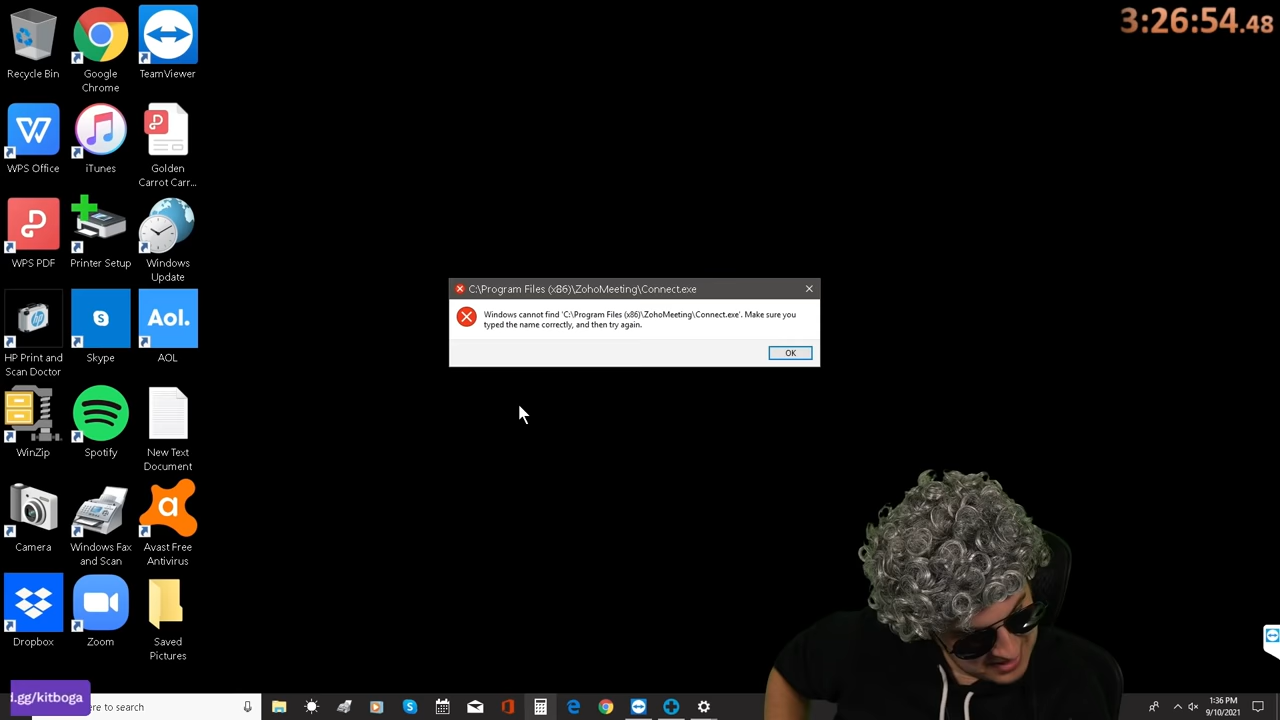 3:26:54.48
Recycle Bin
Google
Chrome
TeamViewer
WPS Office
iTunes
Golden
Carrot Carr...
WPS PDF
Printer Setup
Windows
Update
HP Print and
Scan Doctor
Skype
Aol.
AOL
WinZip
Spotify
New Text
Document
Camera
Windows Fax
and Scan
Avast Free
Antivirus
Dropbox
Zoom
Saved
Pictures
C:\Program Files (x86)\ZohoMeeting\Connect.exe
Windows cannot find 'C:\Program Files (x86)\ZohoMeeting\Connect.exe'. Make sure you
typed the name correctly, and then try again.
OK
d.gg/kitboga
ere to search
1:36 PM
9/10/2021